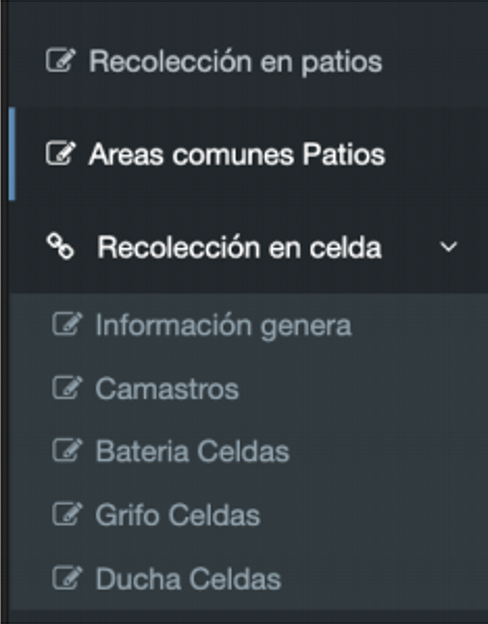 Recolección en patios
Areas comunes Patios
Recolección en celda
Información genera
Camastros
Bateria Celdas
Grifo Celdas
Ducha Celdas